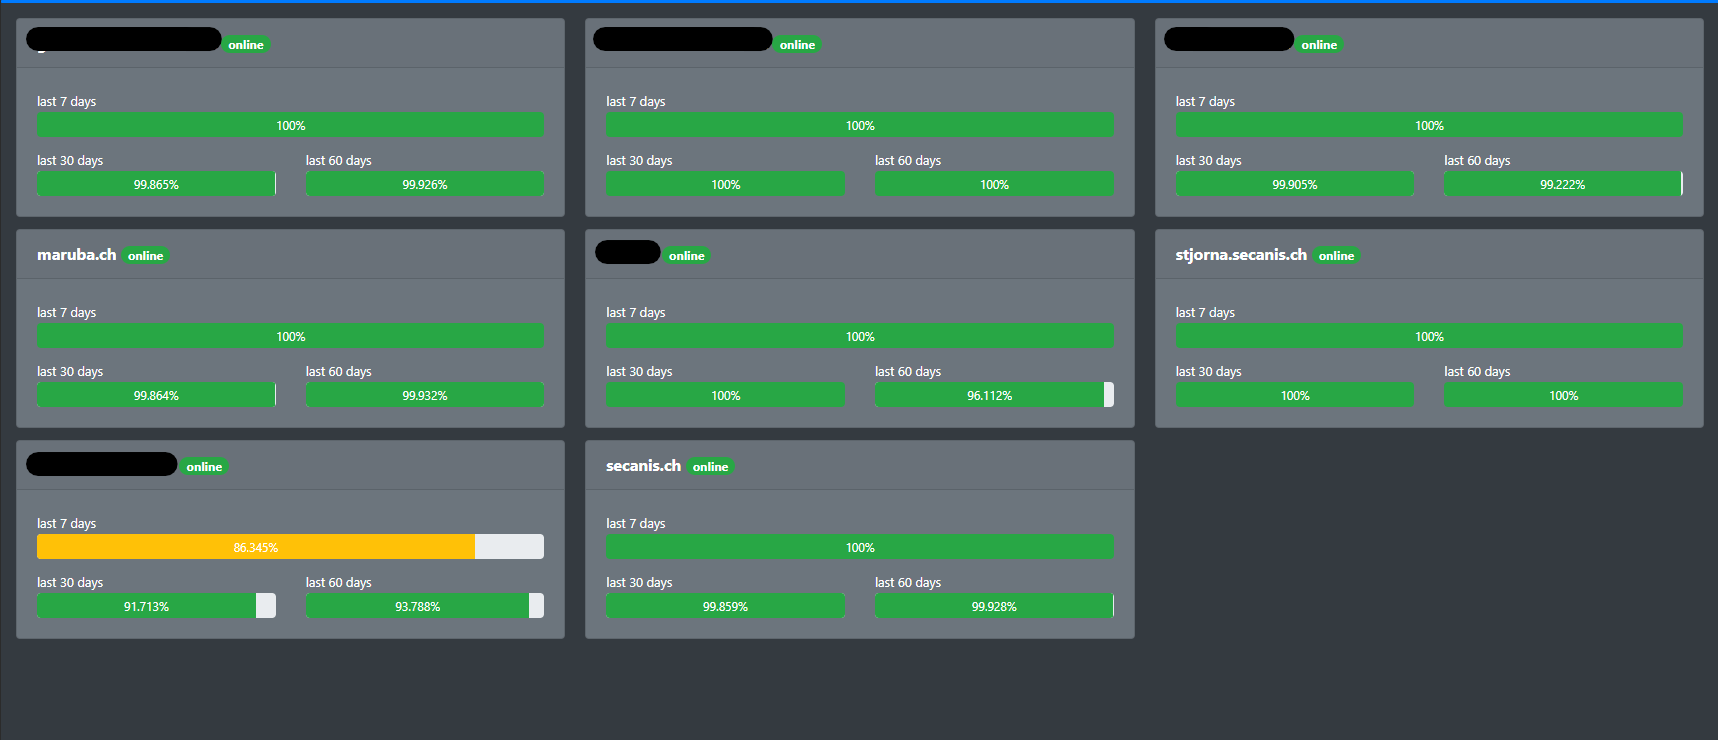 online
last 7 days
100%
last 30 days
99.865%
last 60 days
99.926%
online
last 7 days
100%
last 30 days
100%
last 60 days
100%
online
last 7 days
100%
last 30 days
99.905%
last 60 days
99.222%
maruba.ch online
last 7 days
100%
last 30 days
99.864%
last 60 days
99.932%
online
last 7 days
100%
last 30 days
100%
last 60 days
96.112%
stjorna.secanis.ch online
last 7 days
100%
last 30 days
100%
last 60 days
100%
online
last 7 days
86.345%
last 30 days
91.713%
last 60 days
93.788%
secanis.ch online
last 7 days
100%
last 30 days
99.859%
last 60 days
99.928%